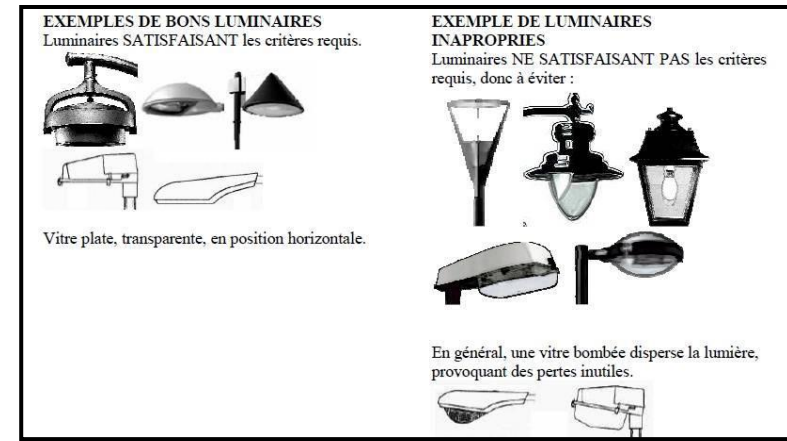 EXEMPLES DE BONS LUMINAIRES
Luminaires SATISFAISANT les critères requis.
Vitre plate, transparente, en position horizontale.
EXEMPLE DE LUMINAIRES
INAPROPRIES
Luminaires NE SATISFAISANT PAS les critères
requis, donc à éviter :
En général, une vitre bombée disperse la lumière,
provoquant des pertes inutiles.